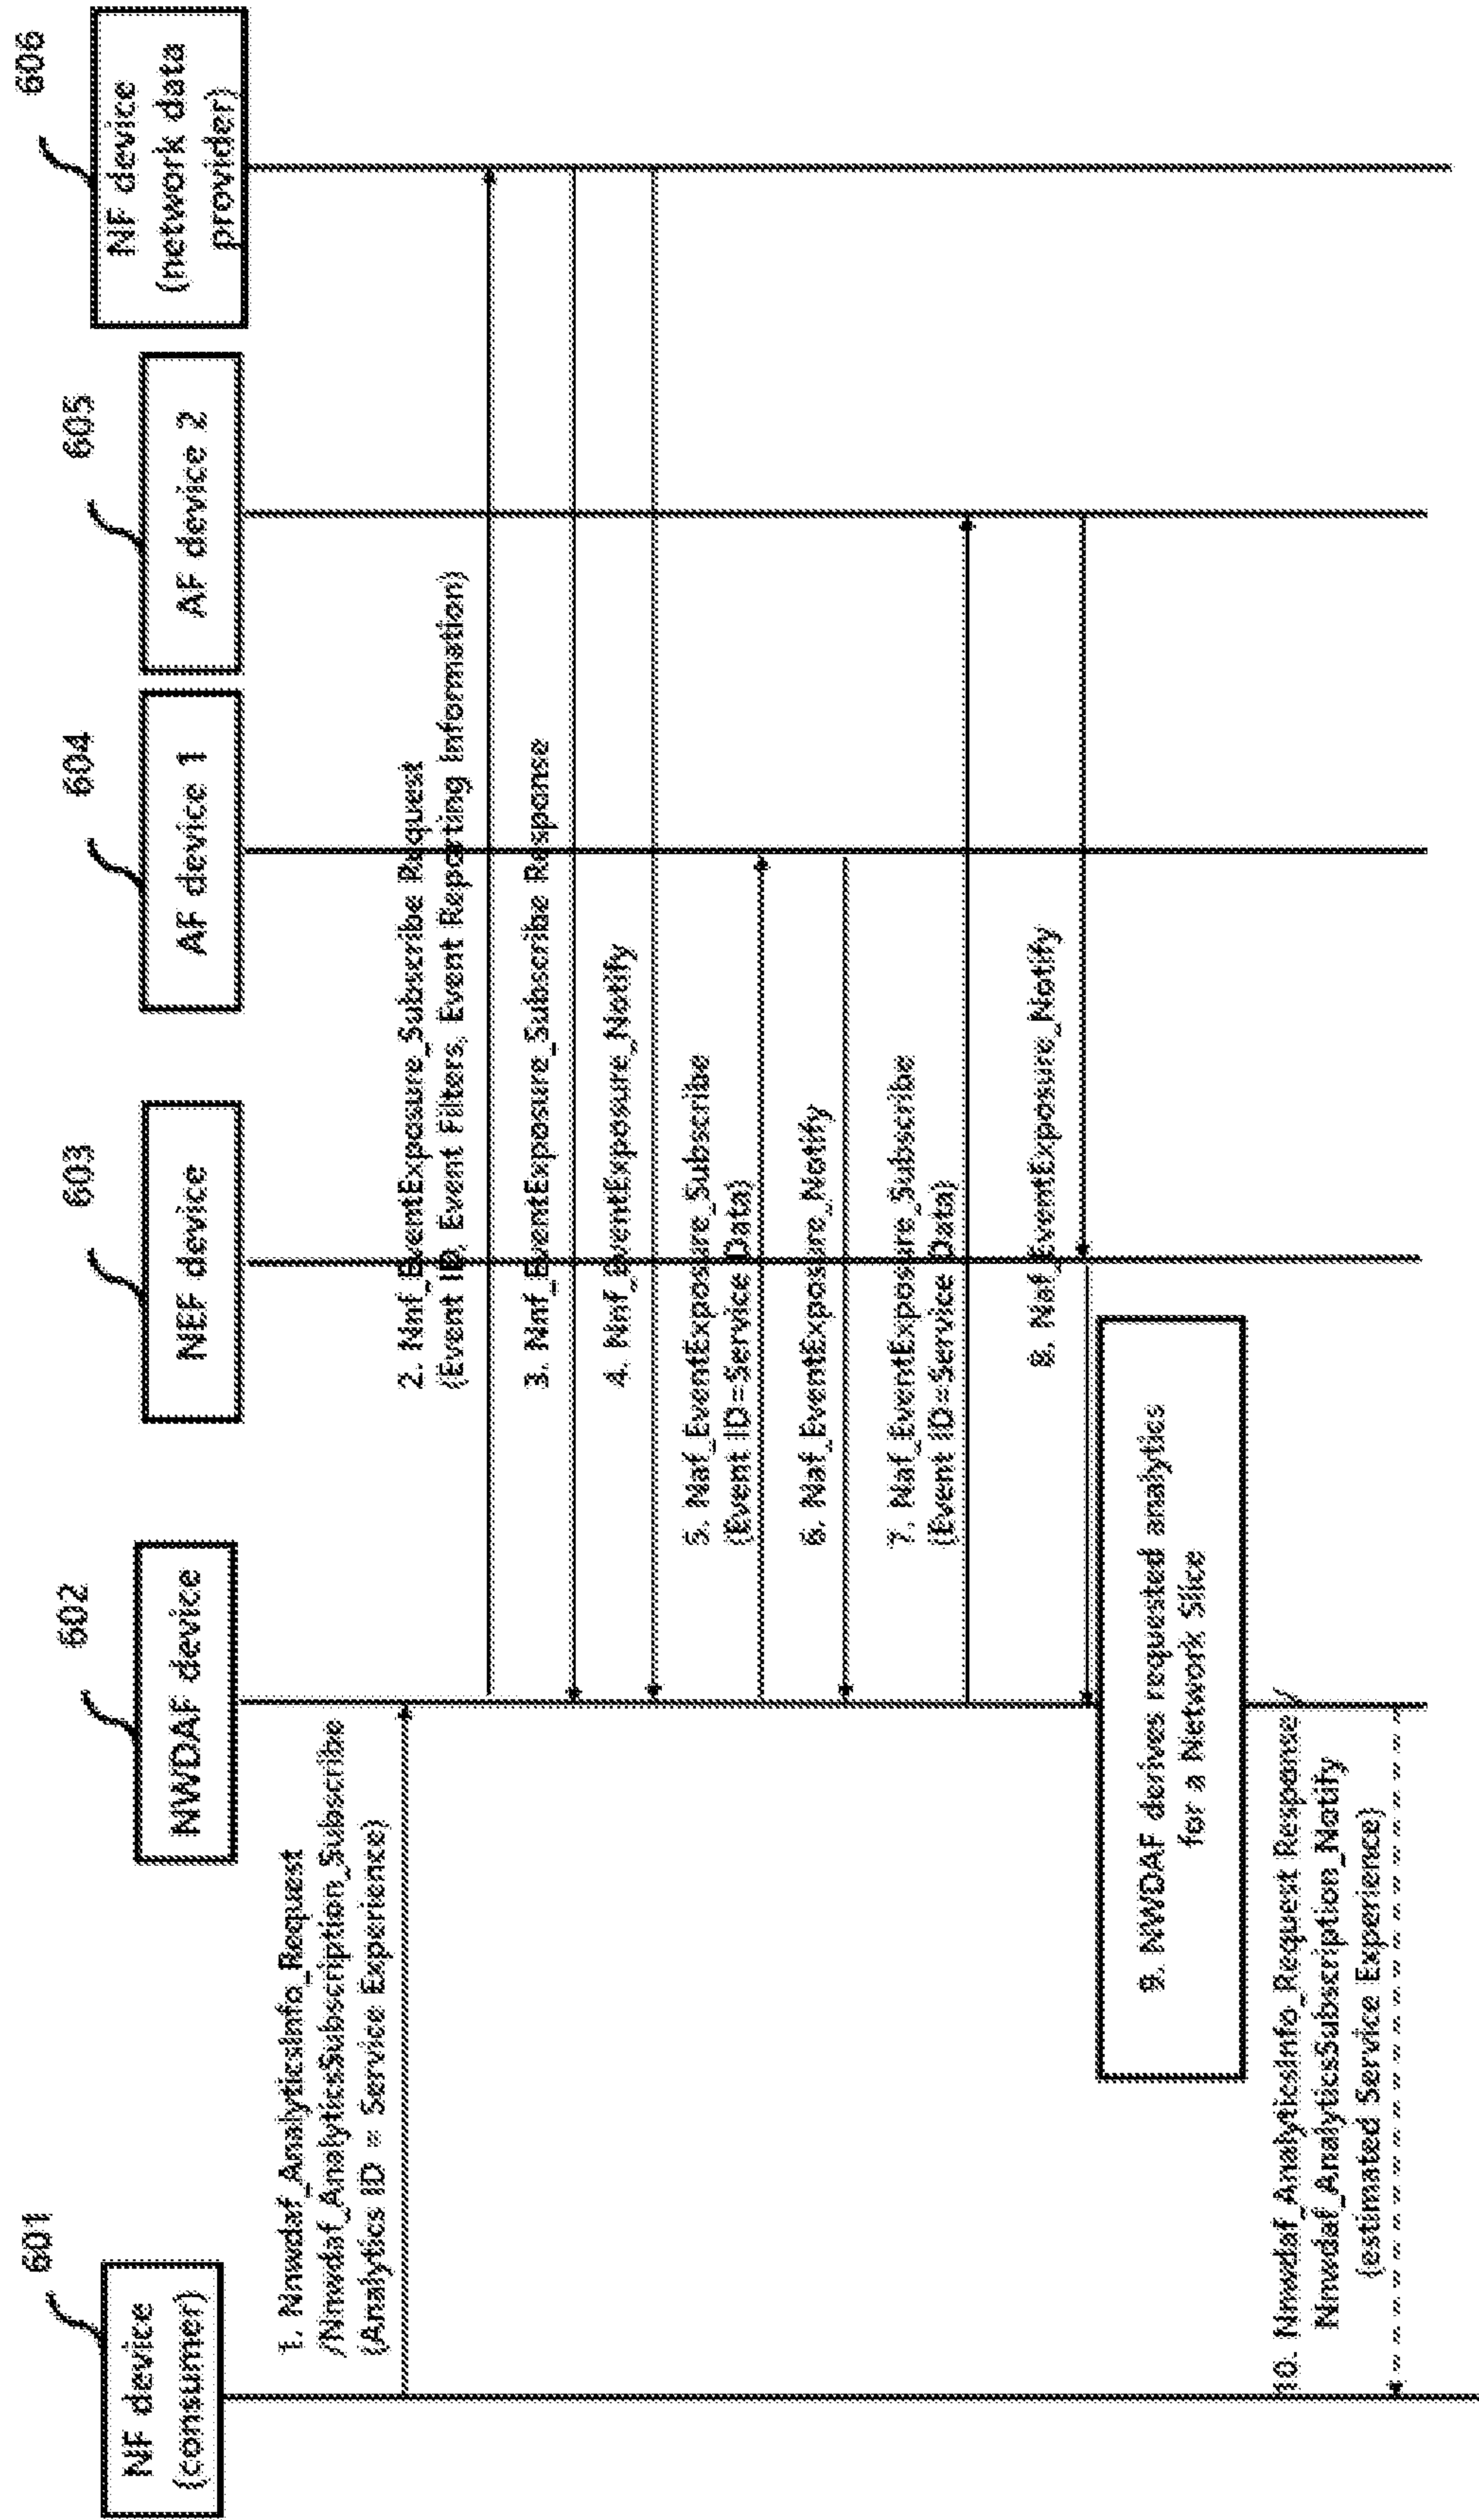 601
NF device
(consumer)
602
NWDAF device
603
NEF device
604
AF device 1
605
AF device 2
606
NF device
(network data
provider)
1. Nnwdaf_AnalyticsInfo_Request
/Nnwdaf_AnalyticsSubscription_Subscribe
(Analytics ID = Service Experience)
2. Nnf_EventExposure_Subscribe Request
(Event ID, Event Filters, Event Reporting Information)
3. Nnf_EventExposure_Subscribe Response
4. Nnf_EventExposure_Notify
5. Naf_EventExposure_Subscribe
(Event ID=Service Data)
6. Naf_EventExposure_Notify
7. Naf_EventExposure_Subscribe
(Event ID=Service Data)
8. Naf_EventExposure_Notify
9. NWDAF derives requested analytics
for a Network Slice
10. Nnwdaf_AnalyticsInfo_Request Response /
Nnwdaf_AnalyticsSubscription_Notify
(estimated Service Experience)